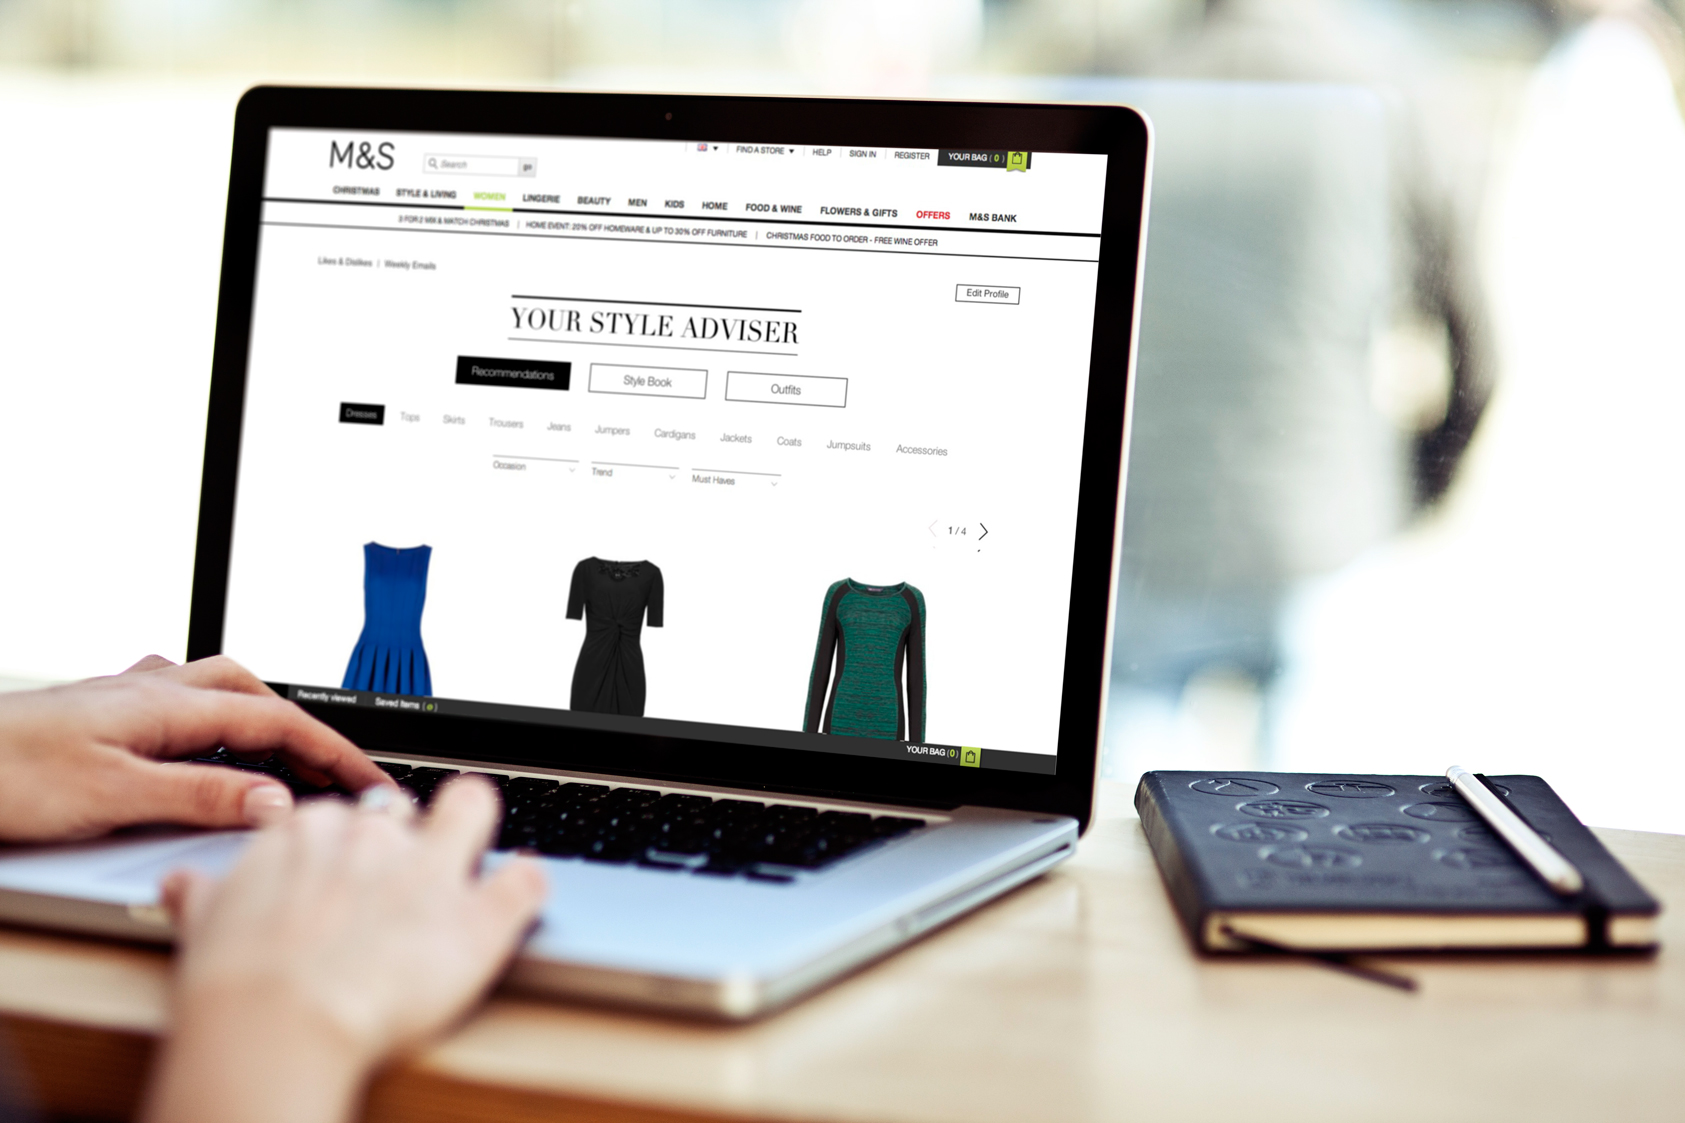 M&S
Search
go
FIND A STORE
HELP
SIGN IN
REGISTER
YOUR BAG (0)
CHRISTMAS STYLE & LIVING WOMEN LINGERIE BEAUTY MEN KIDS HOME FOOD & WINE FLOWERS & GIFTS OFFERS M&S BANK
3 FOR 2 MIX & MATCH CHRISTMAS | HOME EVENT: 20% OFF HOMEWARE & UP TO 30% OFF FURNITURE | CHRISTMAS FOOD TO ORDER - FREE WINE OFFER
Likes & Dislikes | Weekly Emails
Edit Profile
YOUR STYLE ADVISER
Recommendations Style Book Outfits
Dresses Tops Skirts Trousers Jeans Jumpers Cardigans Jackets Coats Jumpsuits Accessories
Occasion Trend Must Haves
1 / 4
Recently viewed Saved Items (0)
YOUR BAG (0)